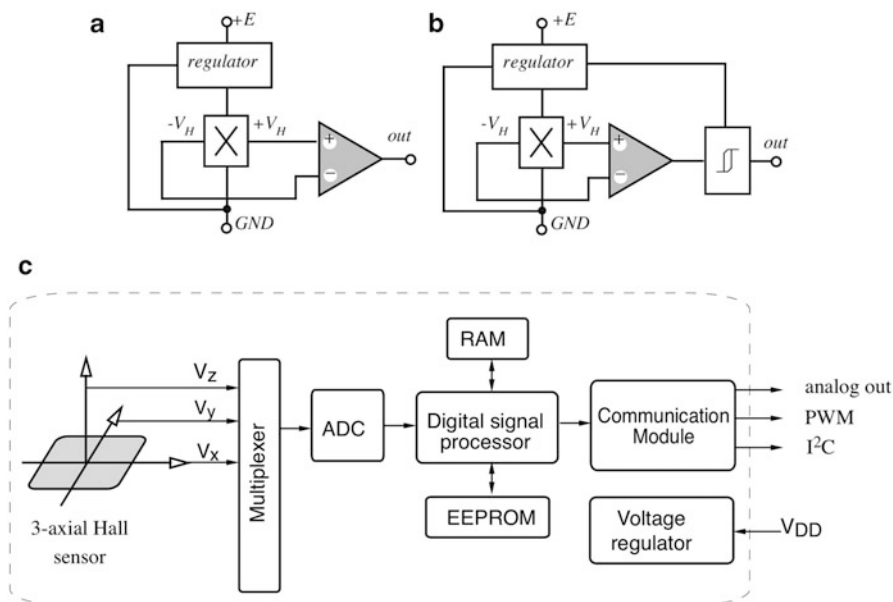 a
+E
regulator
-V_H
+V_H
+
−
out
GND
b
+E
regulator
-V_H
+V_H
+
−
out
GND
c
V_z
V_y
V_x
3-axial Hall
sensor
Multiplexer
ADC
RAM
Digital signal
processor
EEPROM
Communication
Module
analog out
PWM
I²C
Voltage
regulator
V_DD